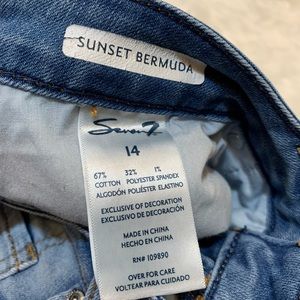 SUNSET BERMUDA
Seven7
14
67% 32% 1%
COTTON POLYESTER SPANDEX
ALGODÓN POLIÉSTER ELASTINO
EXCLUSIVE OF DECORATION
EXCLUSIVO DE DECORACIÓN
MADE IN CHINA
HECHO EN CHINA
RN# 109890
OVER FOR CARE
VOLTEAR PARA CUIDADO